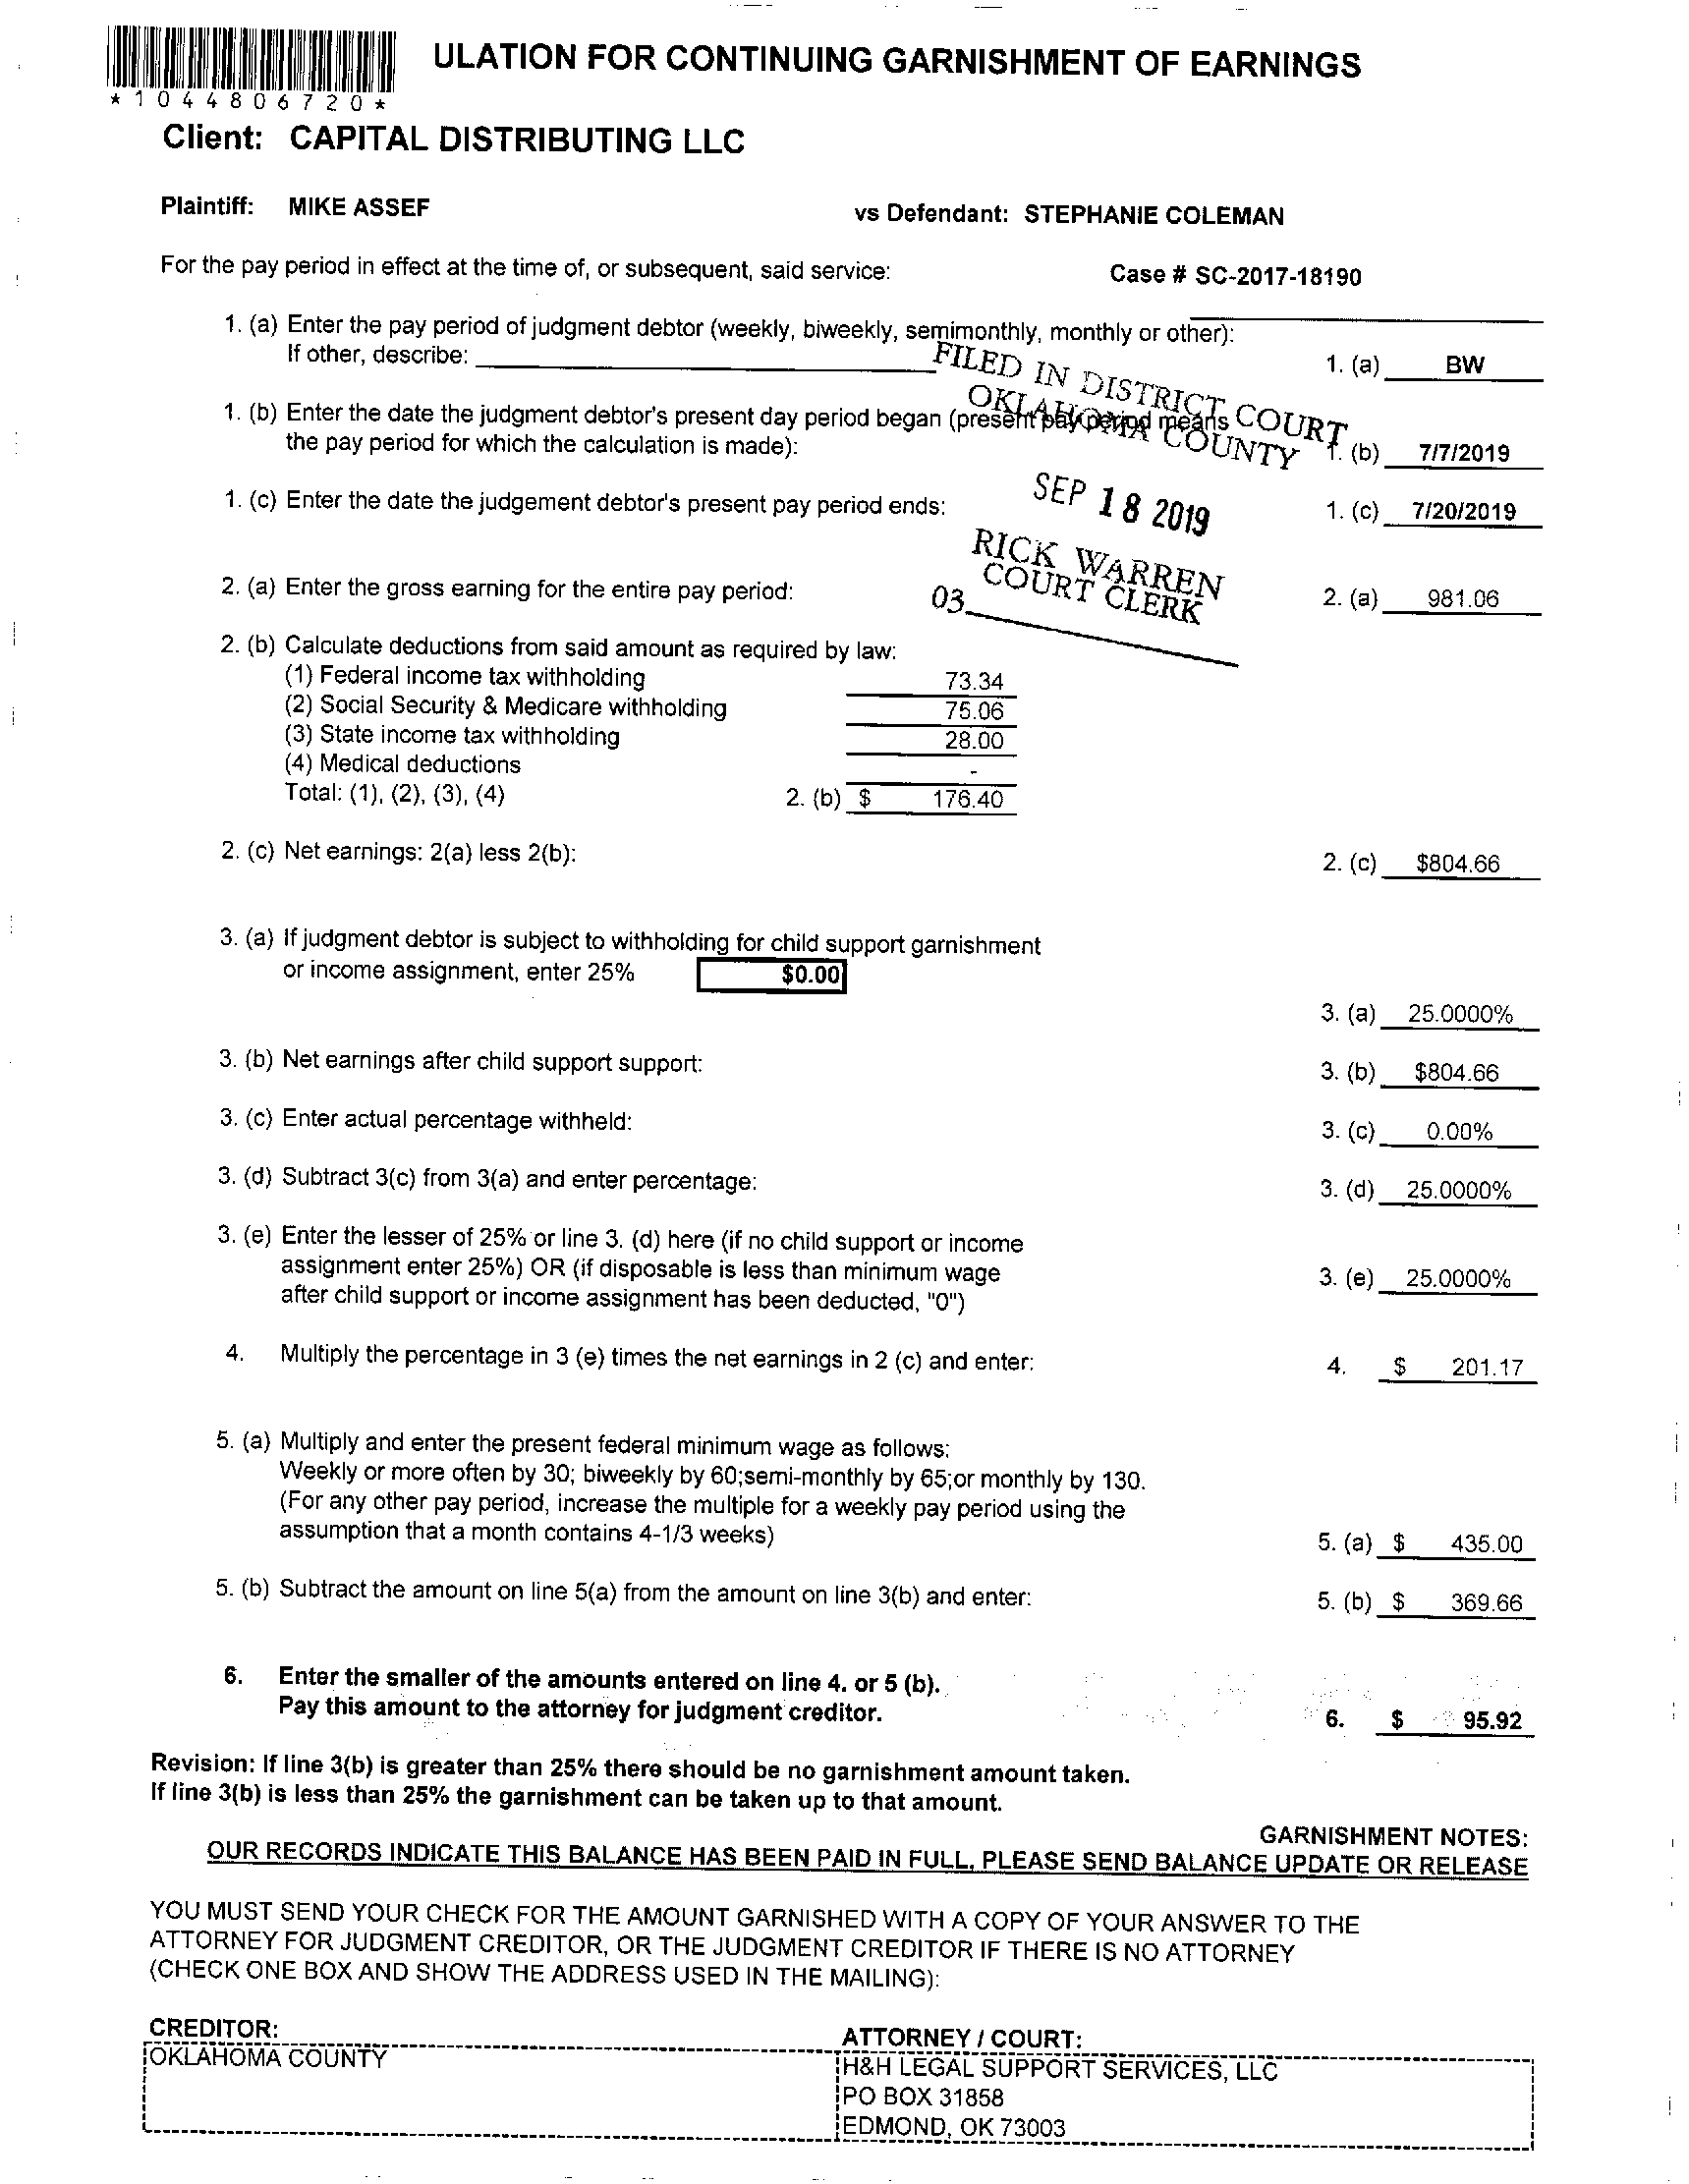 ULATION FOR CONTINUING GARNISHMENT OF EARNINGS
*1044806720*
Client: CAPITAL DISTRIBUTING LLC
Plaintiff: MIKE ASSEF vs Defendant: STEPHANIE COLEMAN
For the pay period in effect at the time of, or subsequent, said service: Case # SC-2017-18190
1. (a) Enter the pay period of judgment debtor (weekly, biweekly, semimonthly, monthly or other):
If other, describe: 1. (a) BW
FILED IN DISTRICT COURT
OKLAHOMA COUNTY
1. (b) Enter the date the judgment debtor's present day period began (present pay period means
the pay period for which the calculation is made): 1. (b) 7/7/2019
SEP 18 2019
1. (c) Enter the date the judgement debtor's present pay period ends: 1. (c) 7/20/2019
RICK WARREN
COURT CLERK
03
2. (a) Enter the gross earning for the entire pay period: 2. (a) 981.06
2. (b) Calculate deductions from said amount as required by law:
(1) Federal income tax withholding 73.34
(2) Social Security & Medicare withholding 75.06
(3) State income tax withholding 28.00
(4) Medical deductions -
Total: (1), (2), (3), (4) 2. (b) $ 176.40
2. (c) Net earnings: 2(a) less 2(b): 2. (c) $804.66
3. (a) If judgment debtor is subject to withholding for child support garnishment
or income assignment, enter 25% $0.00
3. (a) 25.0000%
3. (b) Net earnings after child support support: 3. (b) $804.66
3. (c) Enter actual percentage withheld: 3. (c) 0.00%
3. (d) Subtract 3(c) from 3(a) and enter percentage: 3. (d) 25.0000%
3. (e) Enter the lesser of 25% or line 3. (d) here (if no child support or income
assignment enter 25%) OR (if disposable is less than minimum wage 3. (e) 25.0000%
after child support or income assignment has been deducted, "0")
4. Multiply the percentage in 3 (e) times the net earnings in 2 (c) and enter: 4. $ 201.17
5. (a) Multiply and enter the present federal minimum wage as follows:
Weekly or more often by 30; biweekly by 60;semi-monthly by 65;or monthly by 130.
(For any other pay period, increase the multiple for a weekly pay period using the
assumption that a month contains 4-1/3 weeks) 5. (a) $ 435.00
5. (b) Subtract the amount on line 5(a) from the amount on line 3(b) and enter: 5. (b) $ 369.66
6. Enter the smaller of the amounts entered on line 4. or 5 (b).
Pay this amount to the attorney for judgment creditor. 6. $ 95.92
Revision: If line 3(b) is greater than 25% there should be no garnishment amount taken.
If line 3(b) is less than 25% the garnishment can be taken up to that amount.
GARNISHMENT NOTES:
OUR RECORDS INDICATE THIS BALANCE HAS BEEN PAID IN FULL. PLEASE SEND BALANCE UPDATE OR RELEASE
YOU MUST SEND YOUR CHECK FOR THE AMOUNT GARNISHED WITH A COPY OF YOUR ANSWER TO THE
ATTORNEY FOR JUDGMENT CREDITOR, OR THE JUDGMENT CREDITOR IF THERE IS NO ATTORNEY
(CHECK ONE BOX AND SHOW THE ADDRESS USED IN THE MAILING):
CREDITOR: ATTORNEY / COURT:
OKLAHOMA COUNTY H&H LEGAL SUPPORT SERVICES, LLC
PO BOX 31858
EDMOND, OK 73003